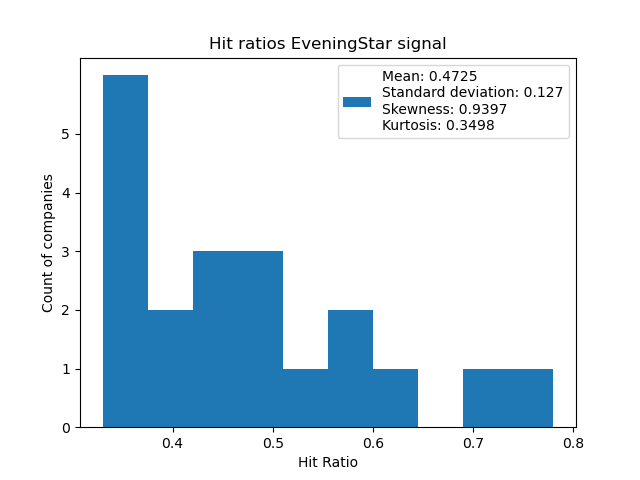 Hit ratios EveningStar signal
Mean: 0.4725
Standard deviation: 0.127
Skewness: 0.9397
Kurtosis: 0.3498
Count of companies
5
4
3
2
1
0
0.4 0.5 0.6 0.7 0.8
Hit Ratio